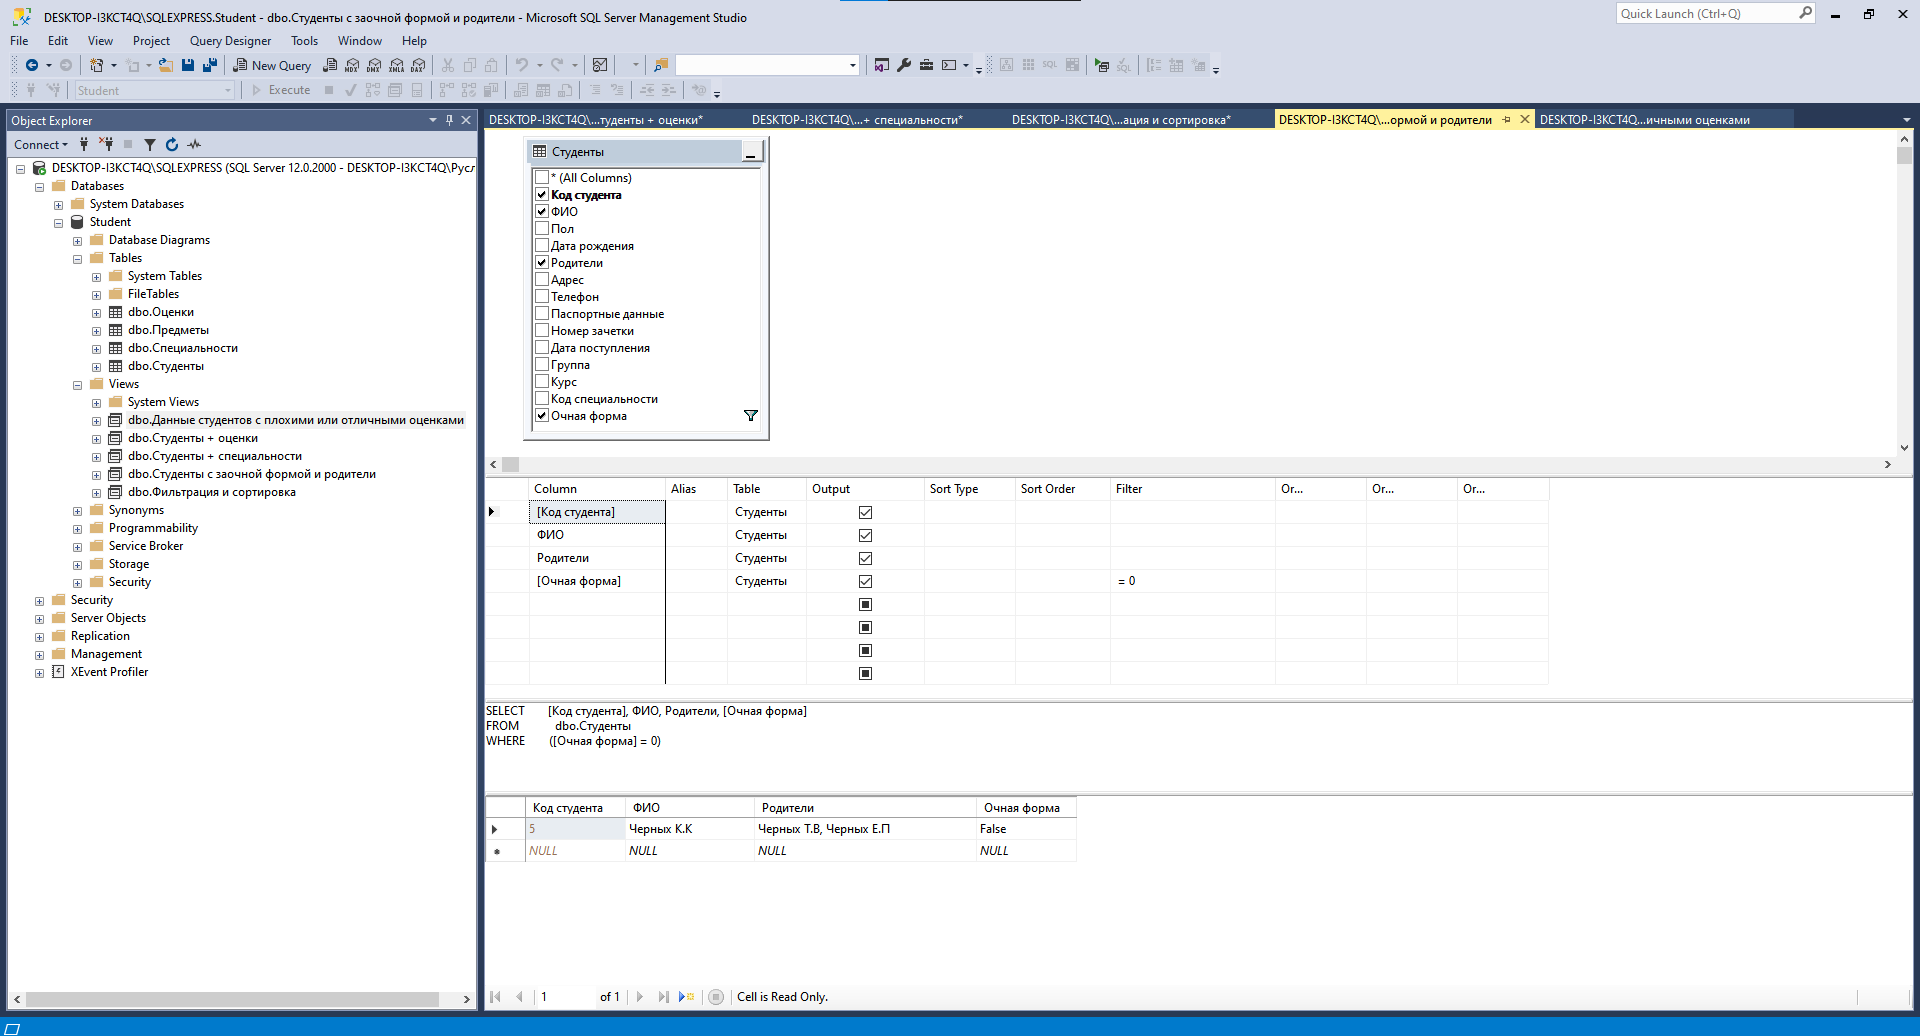 DESKTOP-I3KCT4Q\SQLEXPRESS.Student - dbo.Студенты с заочной формой и родители - Microsoft SQL Server Management Studio
Quick Launch (Ctrl+Q)
File Edit View Project Query Designer Tools Window Help
New Query
MDX DMX XMLA DAX
SQL
Student
Execute
SQL
Object Explorer
Connect
DESKTOP-I3KCT4Q\SQLEXPRESS (SQL Server 12.0.2000 - DESKTOP-I3KCT4Q\Русл
Databases
System Databases
Student
Database Diagrams
Tables
System Tables
FileTables
dbo.Оценки
dbo.Предметы
dbo.Специальности
dbo.Студенты
Views
System Views
dbo.Данные студентов с плохими или отличными оценками
dbo.Студенты + оценки
dbo.Студенты + специальности
dbo.Студенты с заочной формой и родители
dbo.Фильтрация и сортировка
Synonyms
Programmability
Service Broker
Storage
Security
Security
Server Objects
Replication
Management
XEvent Profiler
DESKTOP-I3KCT4Q\...туденты + оценки*
DESKTOP-I3KCT4Q\...+ специальности*
DESKTOP-I3KCT4Q\...ация и сортировка*
DESKTOP-I3KCT4Q\...ормой и родители
DESKTOP-I3KCT4Q...ичными оценками
Студенты
* (All Columns)
Код студента
ФИО
Пол
Дата рождения
Родители
Адрес
Телефон
Паспортные данные
Номер зачетки
Дата поступления
Группа
Курс
Код специальности
Очная форма
Column Alias Table Output Sort Type Sort Order Filter Or... Or... Or...
[Код студента] Студенты
ФИО Студенты
Родители Студенты
[Очная форма] Студенты = 0
SELECT [Код студента], ФИО, Родители, [Очная форма]
FROM dbo.Студенты
WHERE ([Очная форма] = 0)
Код студента ФИО Родители Очная форма
5 Черных К.К Черных Т.В, Черных Е.П False
NULL NULL NULL NULL
1 of 1 Cell is Read Only.